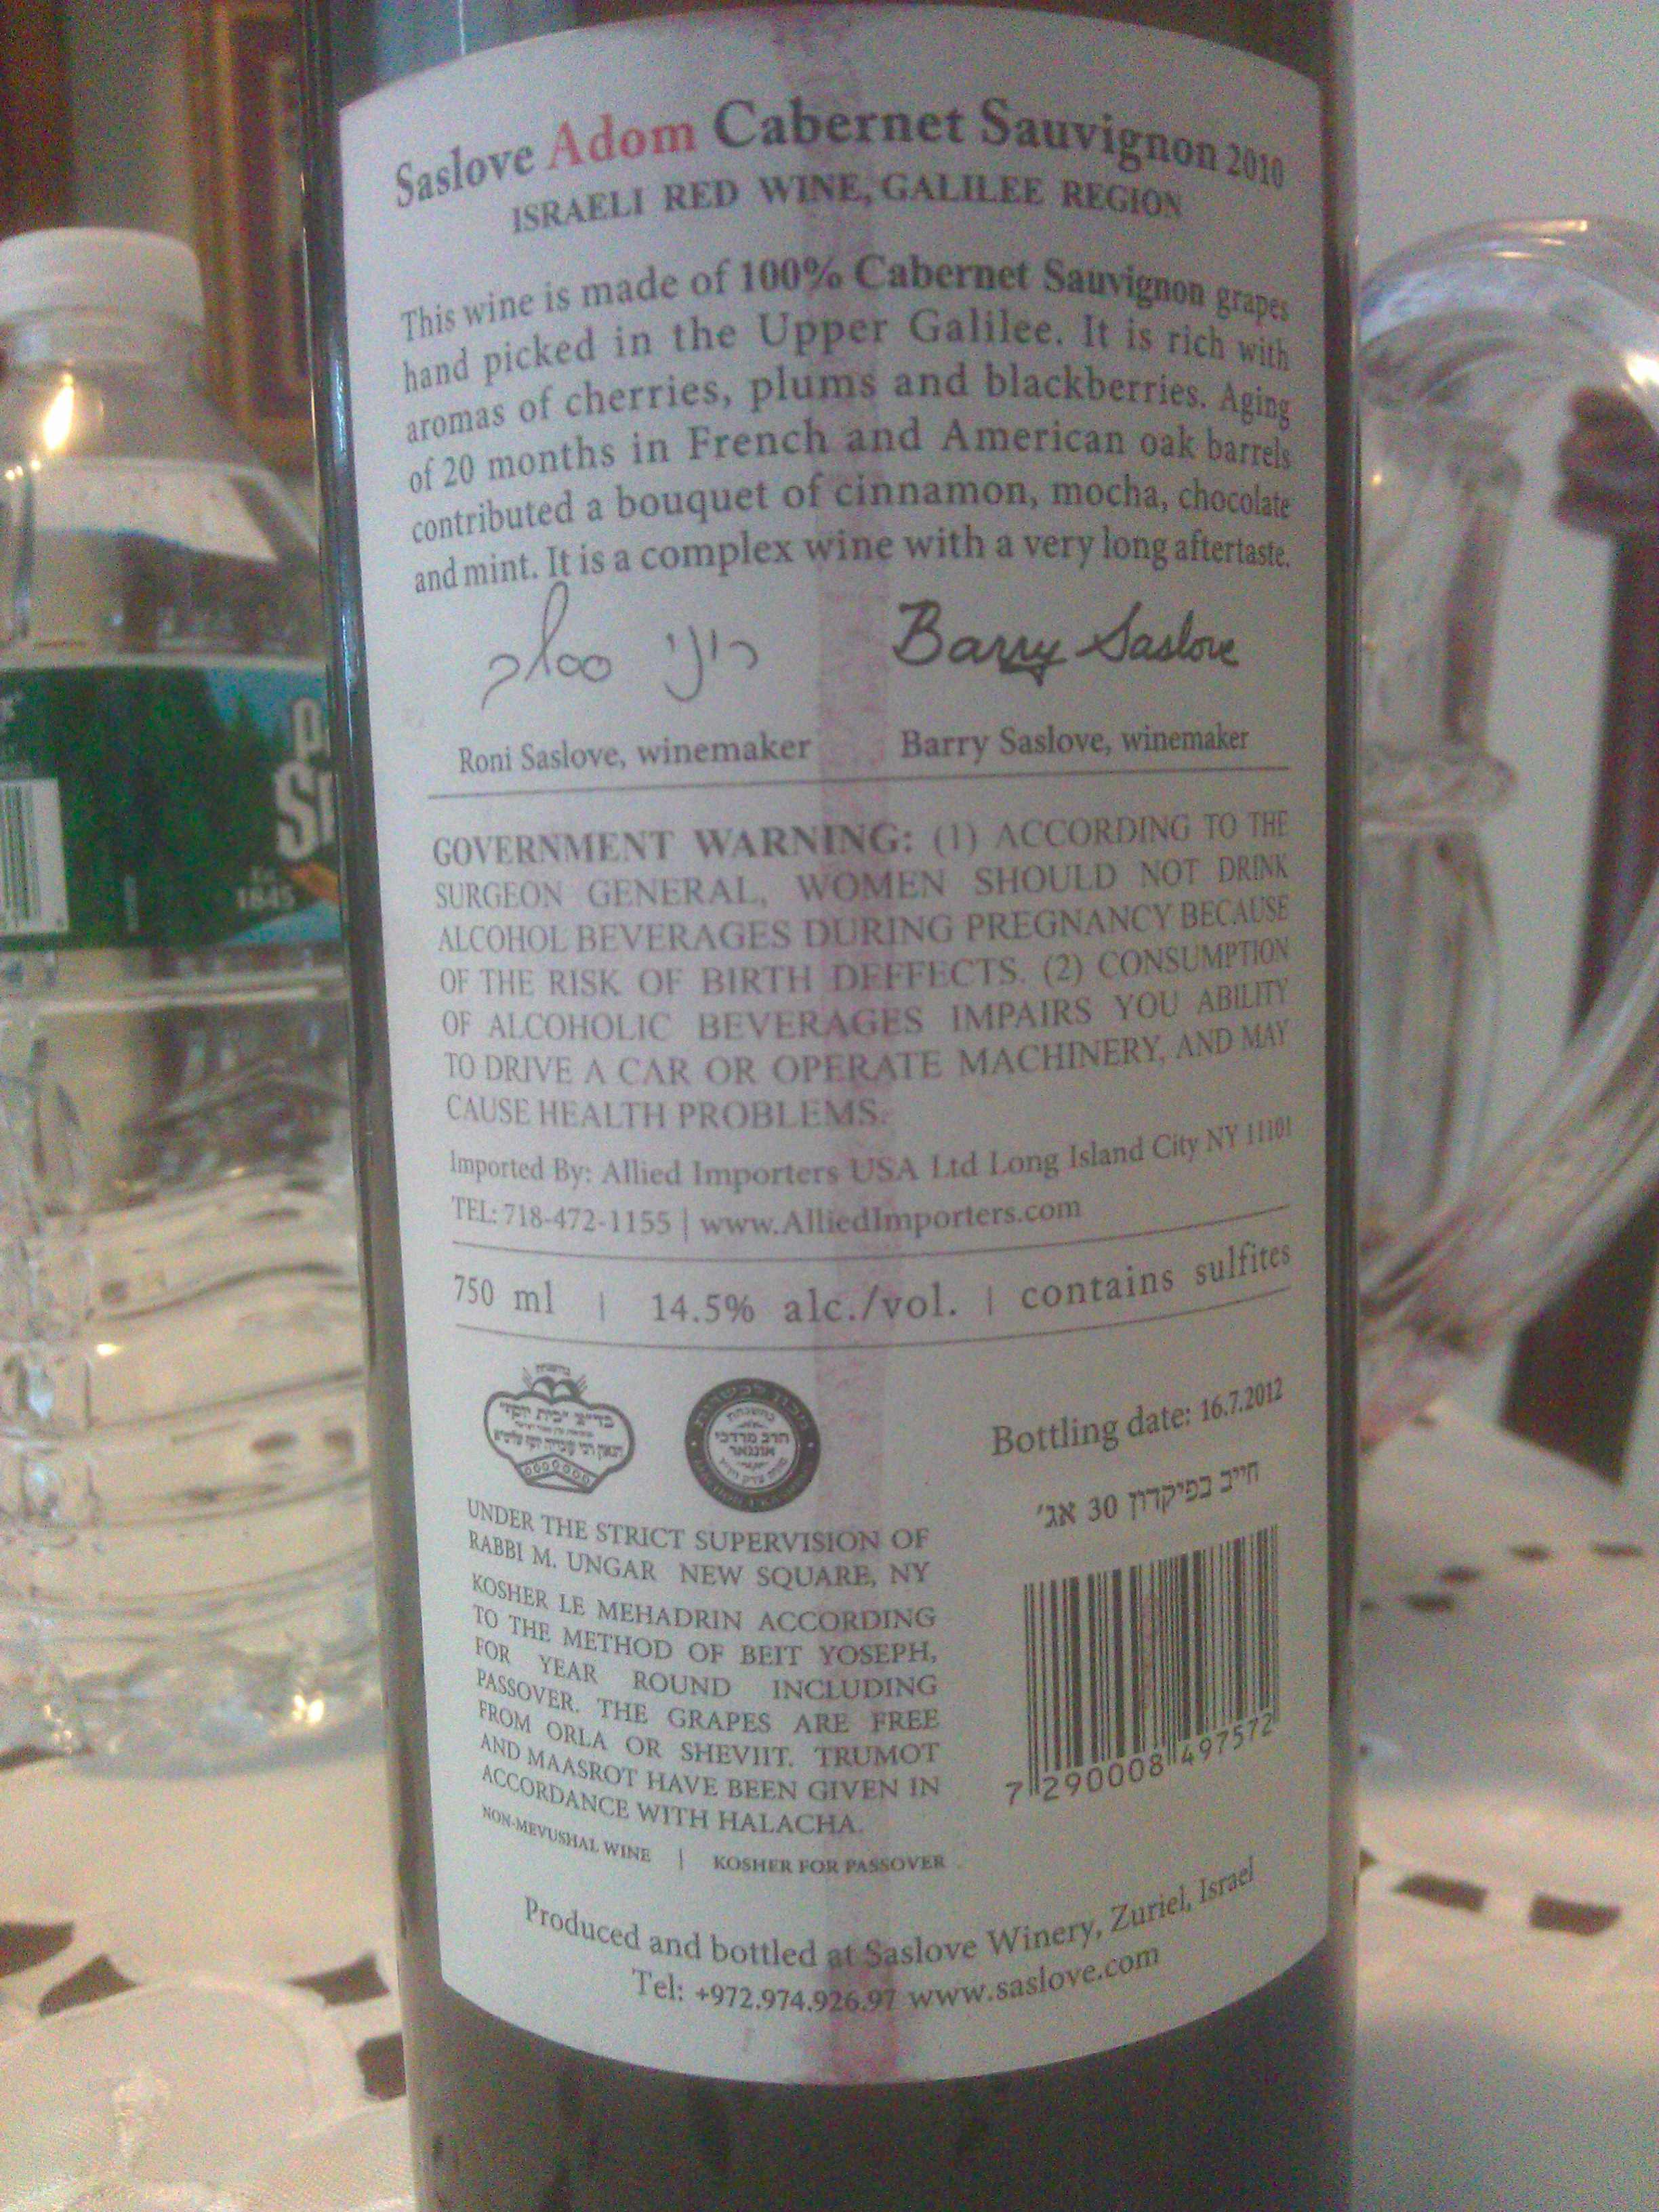 Saslove Adom Cabernet Sauvignon 2010
ISRAELI RED WINE, GALILEE REGION
This wine is made of 100% Cabernet Sauvignon grapes
hand picked in the Upper Galilee. It is rich with
aromas of cherries, plums and blackberries. Aging
of 20 months in French and American oak barrels
contributed a bouquet of cinnamon, mocha, chocolate
and mint. It is a complex wine with a very long aftertaste.
רוני ססלוב
Barry Saslove
Roni Saslove, winemaker
Barry Saslove, winemaker
GOVERNMENT WARNING: (1) ACCORDING TO THE
SURGEON GENERAL, WOMEN SHOULD NOT DRINK
ALCOHOL BEVERAGES DURING PREGNANCY BECAUSE
OF THE RISK OF BIRTH DEFFECTS. (2) CONSUMPTION
OF ALCOHOLIC BEVERAGES IMPAIRS YOU ABILITY
TO DRIVE A CAR OR OPERATE MACHINERY, AND MAY
CAUSE HEALTH PROBLEMS.
Imported By: Allied Importers USA Ltd Long Island City NY 11101
TEL: 718-472-1155 | www.AlliedImporters.com
750 ml | 14.5% alc./vol. | contains sulfites
בד"צ "בית יוסף"
בהשגחת
הרב מרדכי
אונגאר
UNDER THE STRICT SUPERVISION OF
RABBI M. UNGAR NEW SQUARE, NY
KOSHER LE MEHADRIN ACCORDING
TO THE METHOD OF BEIT YOSEPH,
FOR YEAR ROUND INCLUDING
PASSOVER. THE GRAPES ARE FREE
FROM ORLA OR SHEVIIT. TRUMOT
AND MAASROT HAVE BEEN GIVEN IN
ACCORDANCE WITH HALACHA.
NON-MEVUSHAL WINE | KOSHER FOR PASSOVER
Bottling date: 16.7.2012
חייב בפיקדון 30 אג'
7 290008 497572
Produced and bottled at Saslove Winery, Zuriel, Israel
Tel: +972.974.926.97 www.saslove.com
1845